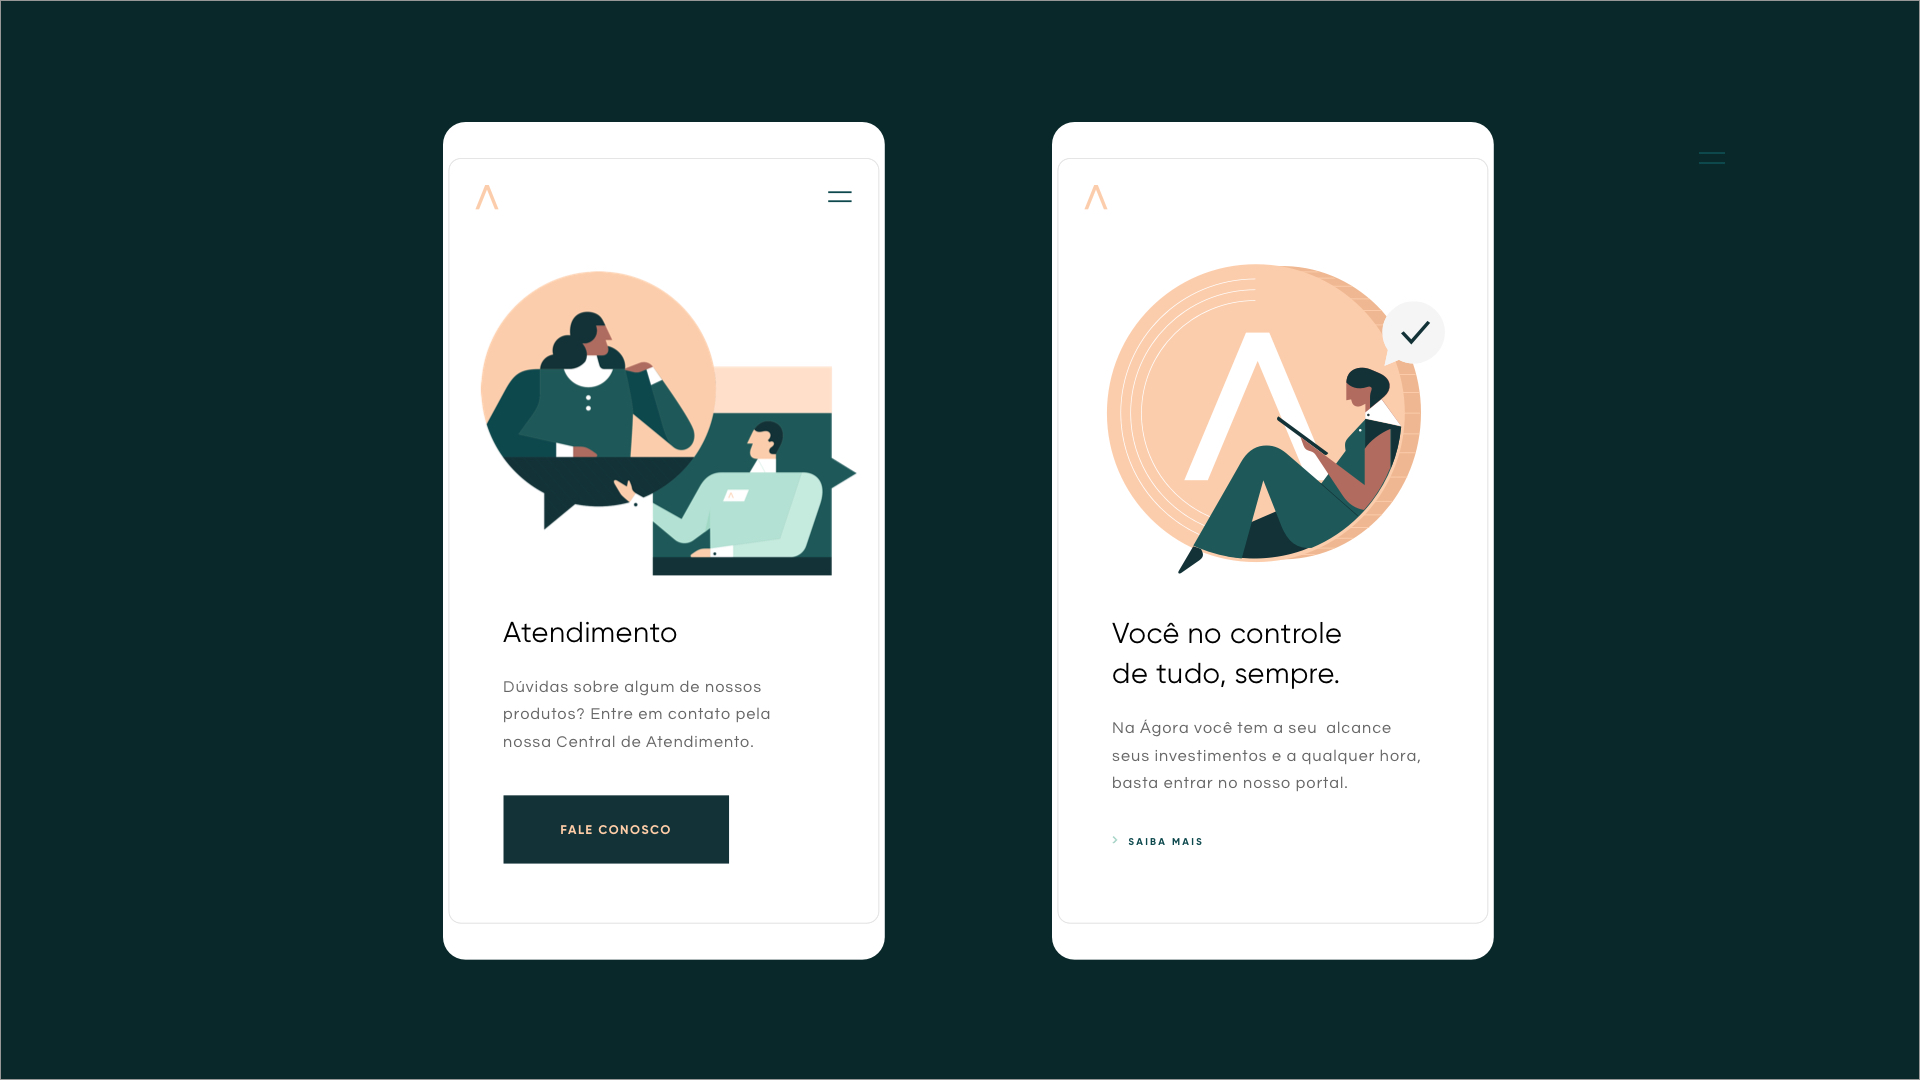 Atendimento
Dúvidas sobre algum de nossos
produtos? Entre em contato pela
nossa Central de Atendimento.
FALE CONOSCO
Você no controle
de tudo, sempre.
Na Ágora você tem a seu  alcance
seus investimentos e a qualquer hora,
basta entrar no nosso portal.
SAIBA MAIS